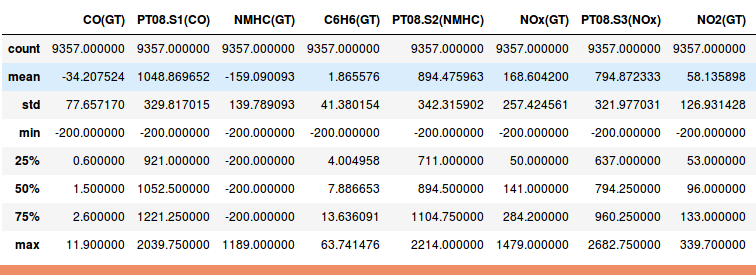 CO(GT) PT08.S1(CO) NMHC(GT) C6H6(GT) PT08.S2(NMHC) NOx(GT) PT08.S3(NOx) NO2(GT)
count 9357.000000 9357.000000 9357.000000 9357.000000 9357.000000 9357.000000 9357.000000 9357.000000
mean -34.207524 1048.869652 -159.090093 1.865576 894.475963 168.604200 794.872333 58.135898
std 77.657170 329.817015 139.789093 41.380154 342.315902 257.424561 321.977031 126.931428
min -200.000000 -200.000000 -200.000000 -200.000000 -200.000000 -200.000000 -200.000000 -200.000000
25% 0.600000 921.000000 -200.000000 4.004958 711.000000 50.000000 637.000000 53.000000
50% 1.500000 1052.500000 -200.000000 7.886653 894.500000 141.000000 794.250000 96.000000
75% 2.600000 1221.250000 -200.000000 13.636091 1104.750000 284.200000 960.250000 133.000000
max 11.900000 2039.750000 1189.000000 63.741476 2214.000000 1479.000000 2682.750000 339.700000